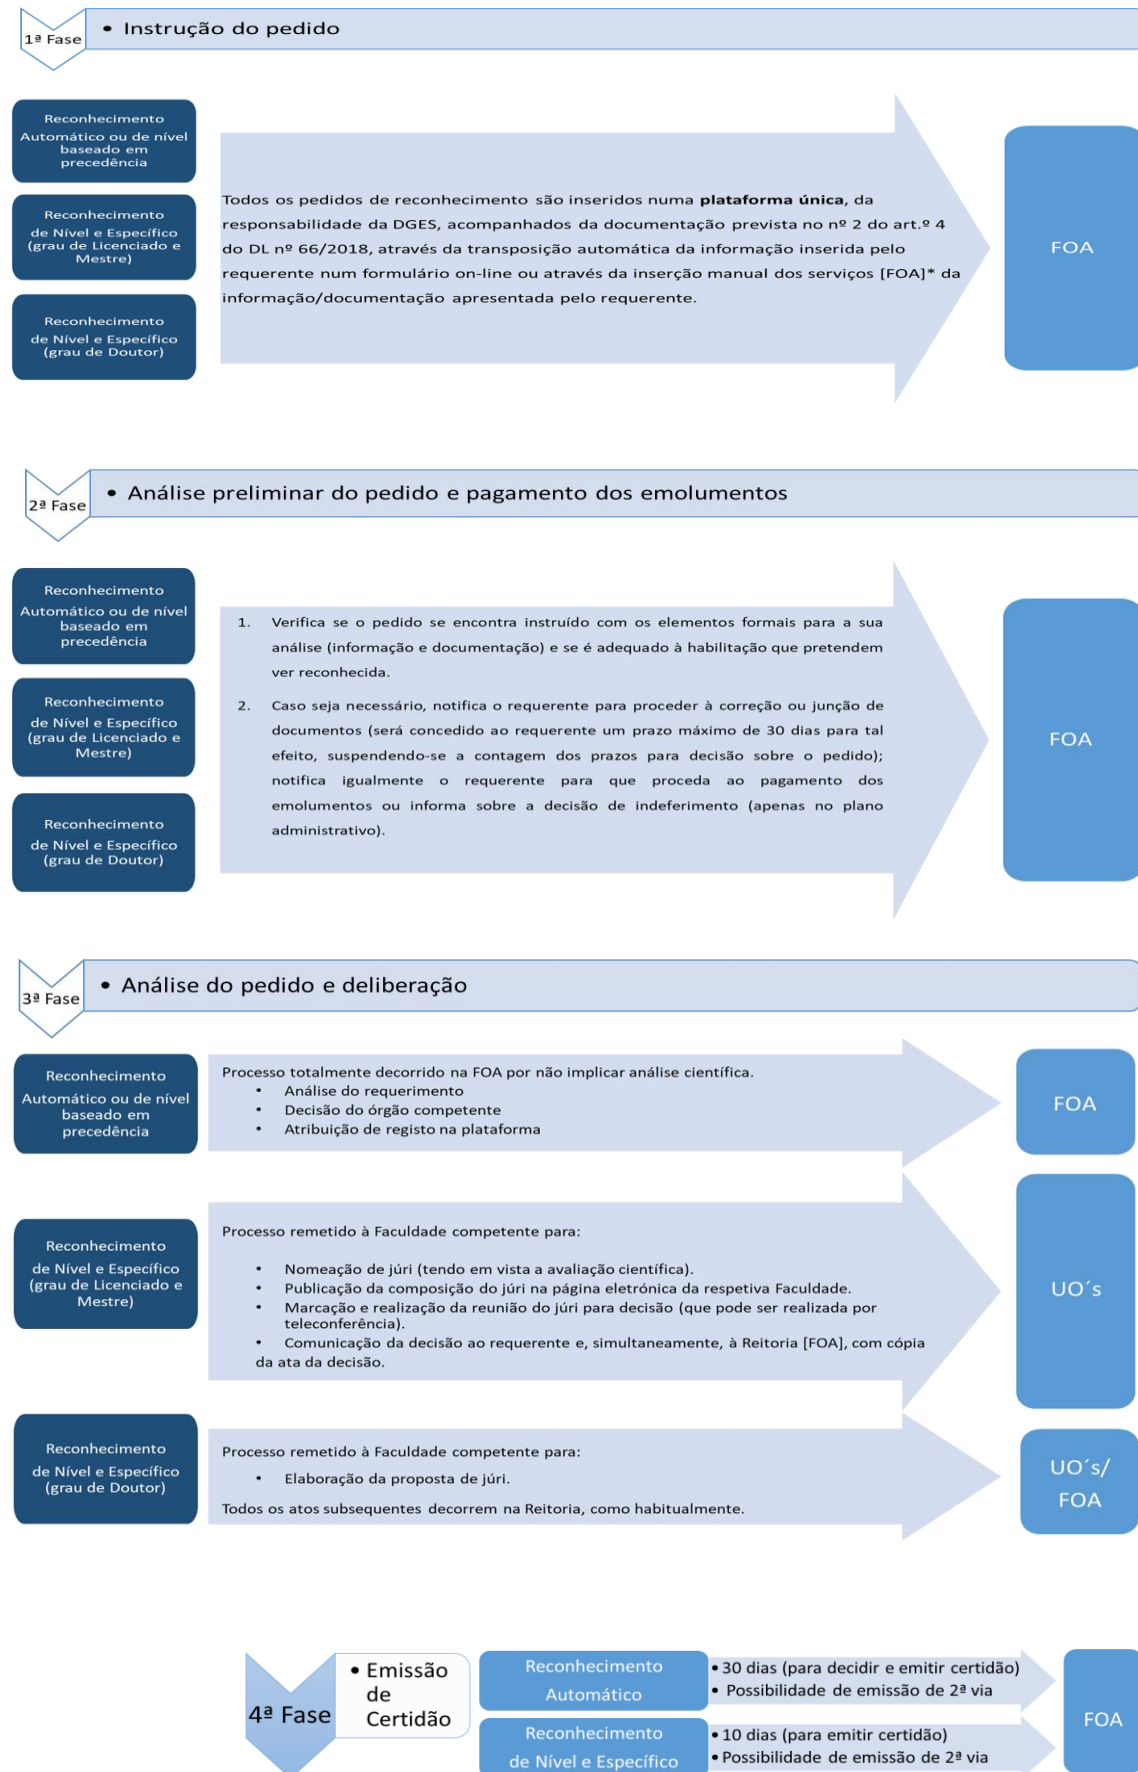 1ª Fase
• Instrução do pedido
Reconhecimento
Automático ou de nível
baseado em
precedência
Reconhecimento
de Nível e Específico
(grau de Licenciado e
Mestre)
Reconhecimento
de Nível e Específico
(grau de Doutor)
Todos os pedidos de reconhecimento são inseridos numa plataforma única, da
responsabilidade da DGES, acompanhados da documentação prevista no nº 2 do art.º 4
do DL nº 66/2018, através da transposição automática da informação inserida pelo
requerente num formulário on-line ou através da inserção manual dos serviços [FOA]* da
informação/documentação apresentada pelo requerente.
FOA
2ª Fase
• Análise preliminar do pedido e pagamento dos emolumentos
Reconhecimento
Automático ou de nível
baseado em
precedência
Reconhecimento
de Nível e Específico
(grau de Licenciado e
Mestre)
Reconhecimento
de Nível e Específico
(grau de Doutor)
1. Verifica se o pedido se encontra instruído com os elementos formais para a sua
análise (informação e documentação) e se é adequado à habilitação que pretendem
ver reconhecida.
2. Caso seja necessário, notifica o requerente para proceder à correção ou junção de
documentos (será concedido ao requerente um prazo máximo de 30 dias para tal
efeito, suspendendo-se a contagem dos prazos para decisão sobre o pedido);
notifica igualmente o requerente para que proceda ao pagamento dos
emolumentos ou informa sobre a decisão de indeferimento (apenas no plano
administrativo).
FOA
3ª Fase
• Análise do pedido e deliberação
Reconhecimento
Automático ou de nível
baseado em
precedência
Processo totalmente decorrido na FOA por não implicar análise científica.
• Análise do requerimento
• Decisão do órgão competente
• Atribuição de registo na plataforma
FOA
Reconhecimento
de Nível e Específico
(grau de Licenciado e
Mestre)
Processo remetido à Faculdade competente para:
• Nomeação de júri (tendo em vista a avaliação científica).
• Publicação da composição do júri na página eletrónica da respetiva Faculdade.
• Marcação e realização da reunião do júri para decisão (que pode ser realizada por
teleconferência).
• Comunicação da decisão ao requerente e, simultaneamente, à Reitoria [FOA], com cópia
da ata da decisão.
UO´s
Reconhecimento
de Nível e Específico
(grau de Doutor)
Processo remetido à Faculdade competente para:
• Elaboração da proposta de júri.
Todos os atos subsequentes decorrem na Reitoria, como habitualmente.
UO´s/
FOA
4ª Fase
• Emissão
de
Certidão
Reconhecimento
Automático
• 30 dias (para decidir e emitir certidão)
• Possibilidade de emissão de 2ª via
Reconhecimento
de Nível e Específico
• 10 dias (para emitir certidão)
• Possibilidade de emissão de 2ª via
FOA